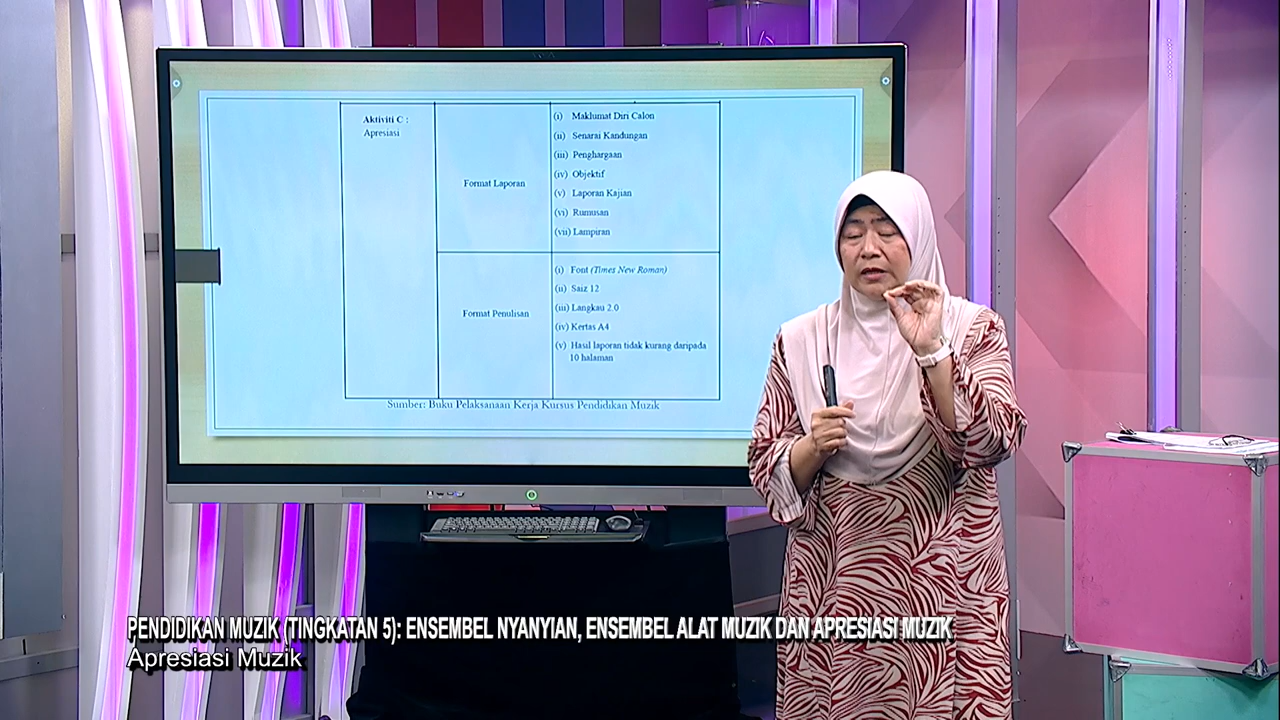 Aktiviti C :
Apresiasi
Format Laporan
(i) Maklumat Diri Calon
(ii) Senarai Kandungan
(iii) Penghargaan
(iv) Objektif
(v) Laporan Kajian
(vi) Rumusan
(vii) Lampiran
Format Penulisan
(i) Font (Times New Roman)
(ii) Saiz 12
(iii) Langkau 2.0
(iv) Kertas A4
(v) Hasil laporan tidak kurang daripada
10 halaman
Sumber: Buku Pelaksanaan Kerja Kursus Pendidikan Muzik
PENDIDIKAN MUZIK (TINGKATAN 5): ENSEMBEL NYANYIAN, ENSEMBEL ALAT MUZIK DAN APRESIASI MUZIK
Apresiasi Muzik